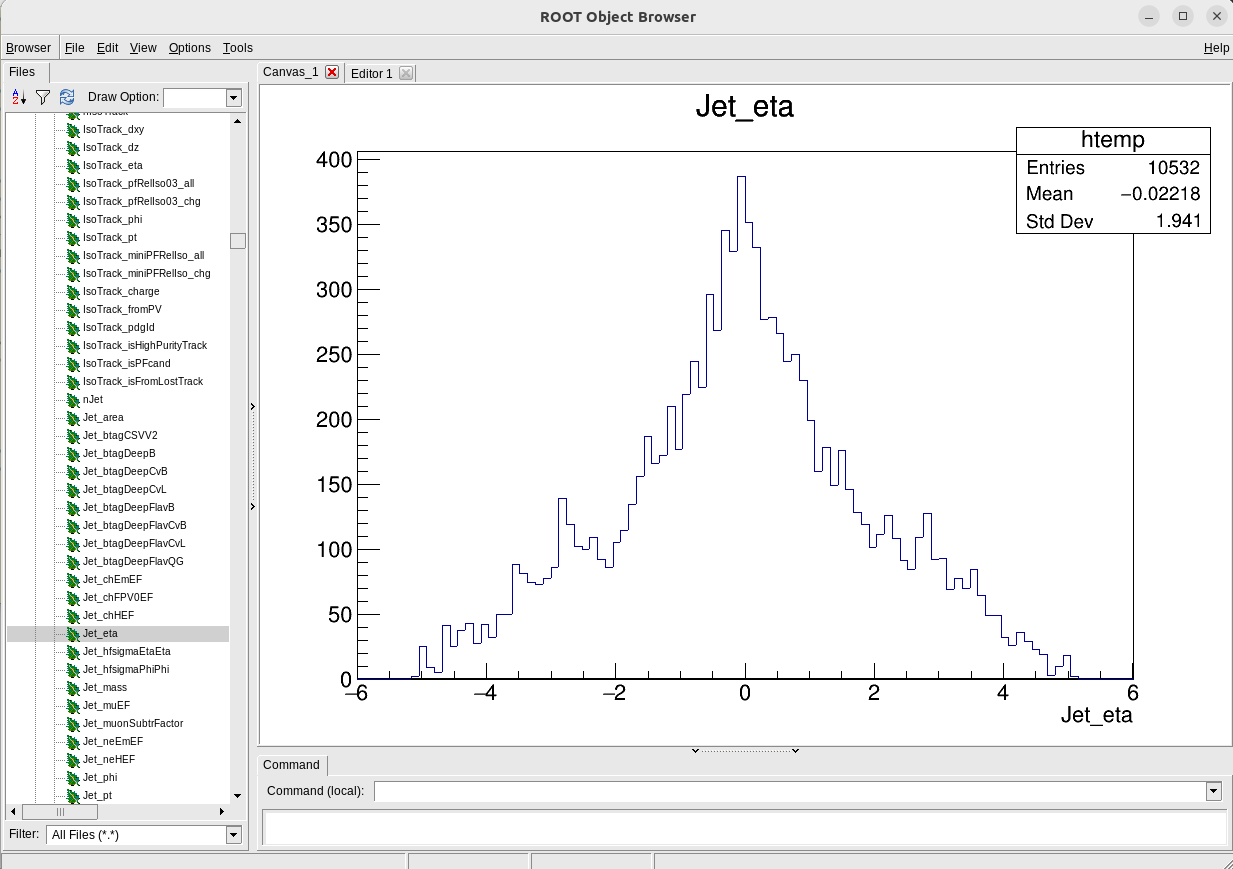 ROOT Object Browser
Browser File Edit View Options Tools Help
Files
Draw Option:
IsoTrack_dxy
IsoTrack_dz
IsoTrack_eta
IsoTrack_pfRelIso03_all
IsoTrack_pfRelIso03_chg
IsoTrack_phi
IsoTrack_pt
IsoTrack_miniPFRelIso_all
IsoTrack_miniPFRelIso_chg
IsoTrack_charge
IsoTrack_fromPV
IsoTrack_pdgId
IsoTrack_isHighPurityTrack
IsoTrack_isPFcand
IsoTrack_isFromLostTrack
nJet
Jet_area
Jet_btagCSVV2
Jet_btagDeepB
Jet_btagDeepCvB
Jet_btagDeepCvL
Jet_btagDeepFlavB
Jet_btagDeepFlavCvB
Jet_btagDeepFlavCvL
Jet_btagDeepFlavQG
Jet_chEmEF
Jet_chFPV0EF
Jet_chHEF
Jet_eta
Jet_hfsigmaEtaEta
Jet_hfsigmaPhiPhi
Jet_mass
Jet_muEF
Jet_muonSubtrFactor
Jet_neEmEF
Jet_neHEF
Jet_phi
Jet_pt
Filter: All Files (*.*)
Canvas_1 Editor 1
Jet_eta
htemp
Entries 10532
Mean −0.02218
Std Dev 1.941
400
350
300
250
200
150
100
50
0
−6 −4 −2 0 2 4 6
Jet_eta
Command
Command (local):